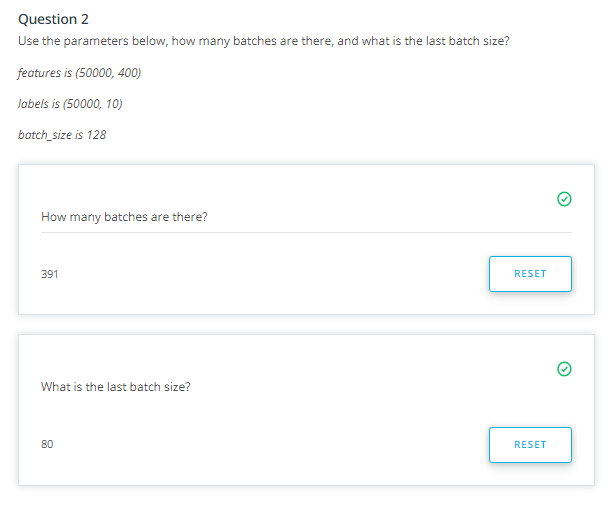 Question 2
Use the parameters below, how many batches are there, and what is the last batch size?
features is (50000, 400)
labels is (50000, 10)
batch_size is 128
How many batches are there?
391
RESET
What is the last batch size?
80
RESET